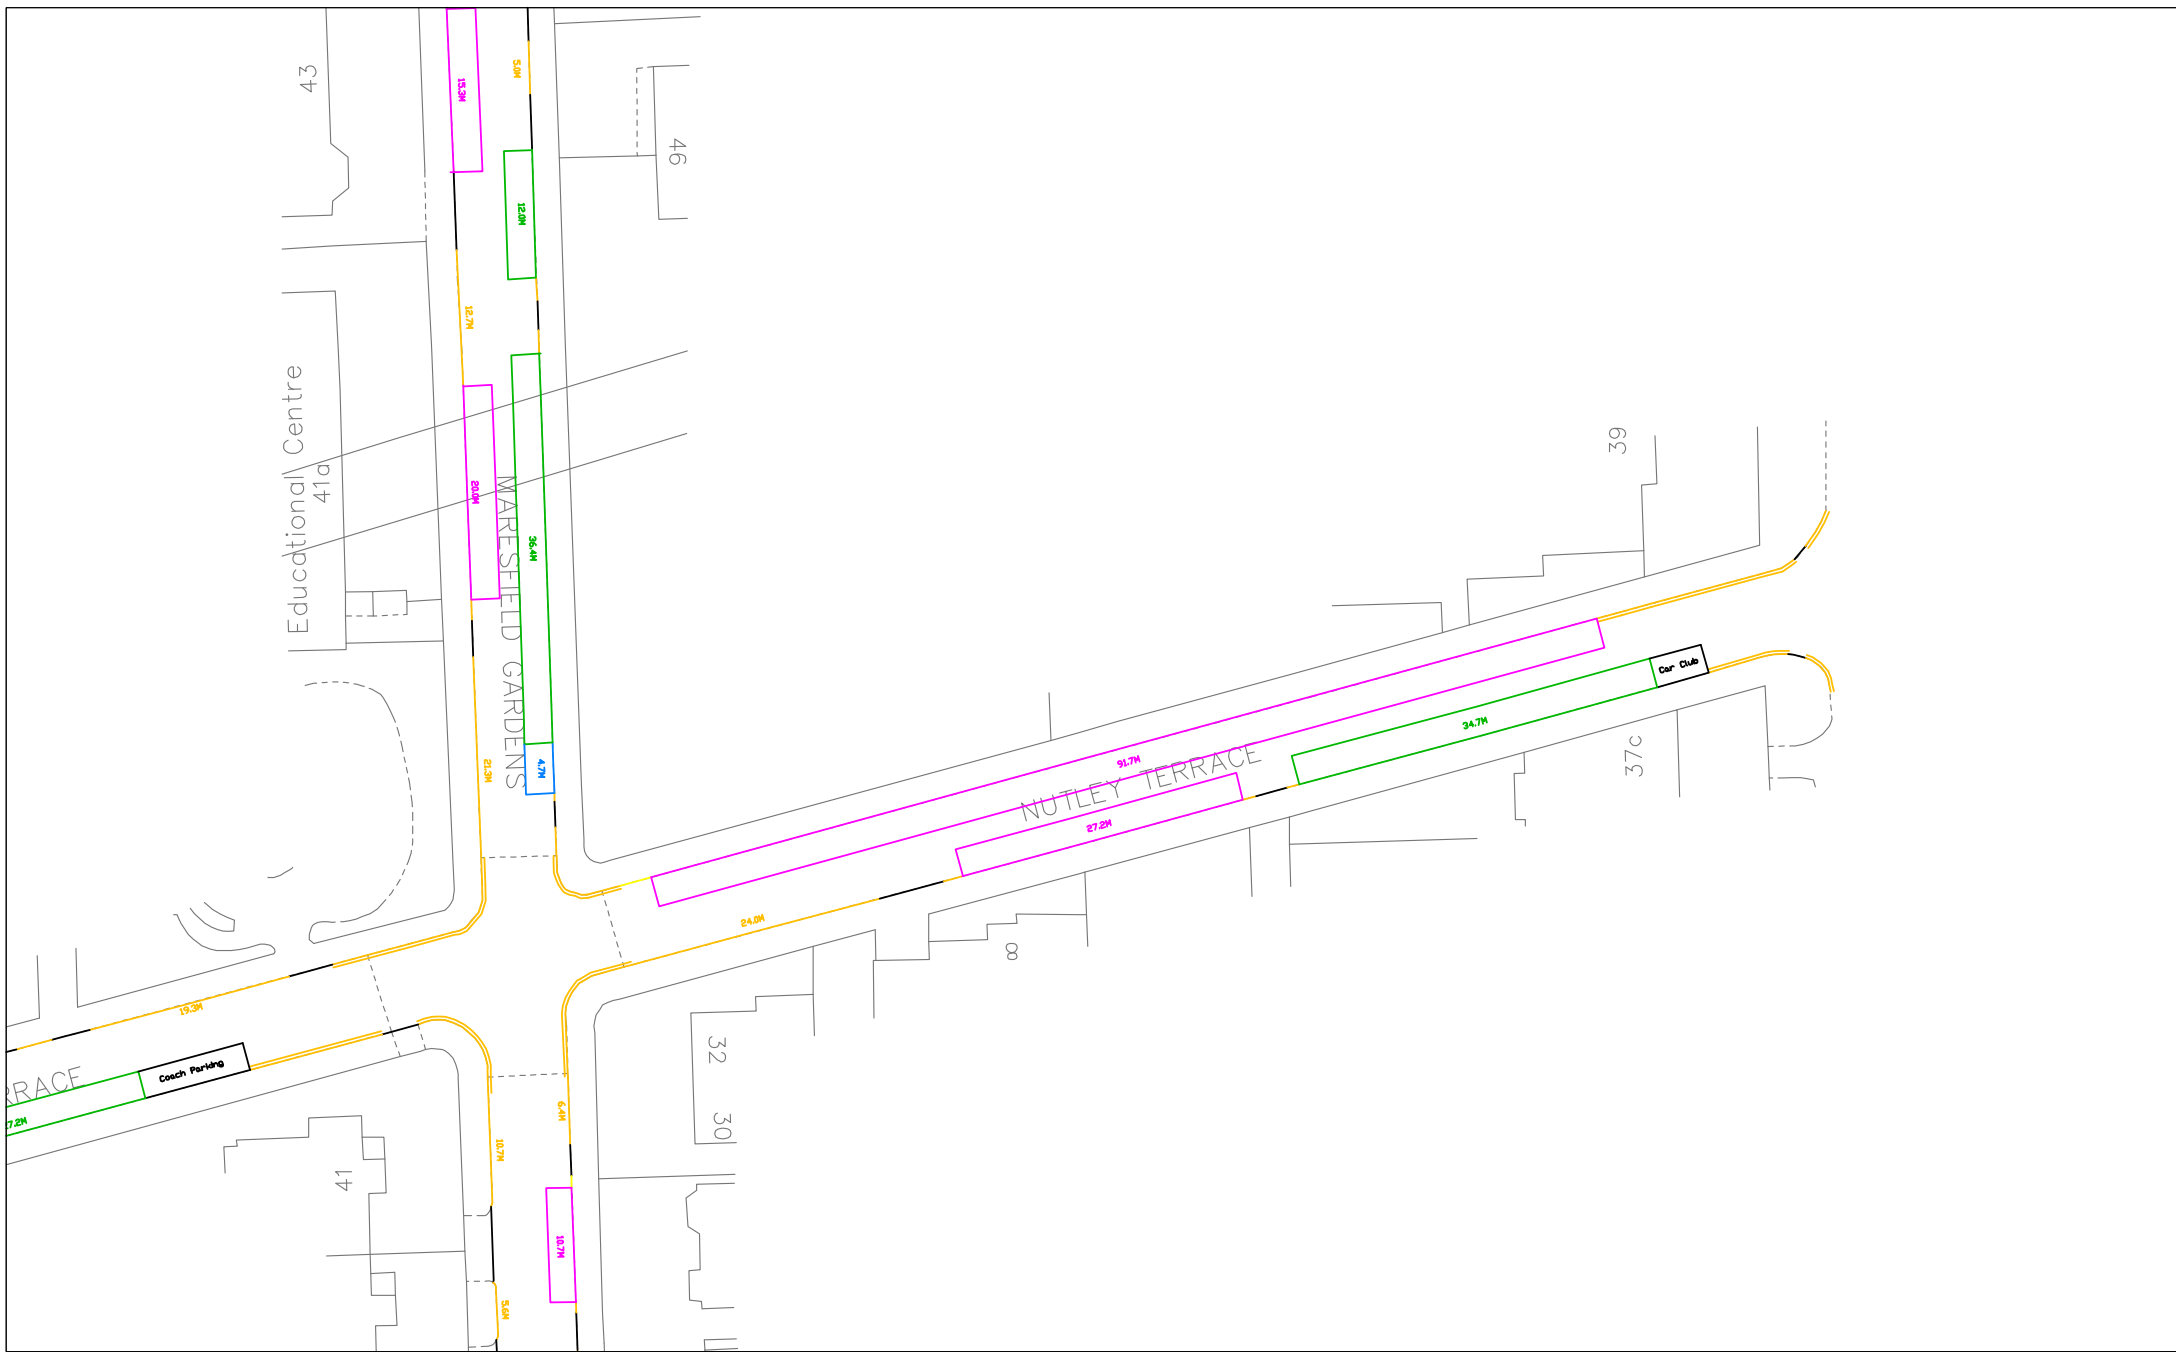 43
15.3M
5.0M
46
12.0M
12.7M
Educational Centre
41a
20.0M
MARESFIELD GARDENS
36.4M
39
21.3M
4.7M
Car Club
34.7M
37c
91.7M
NUTLEY TERRACE
27.2M
24.0M
8
19.3M
Coach Parking
RRACE
7.2M
32
30
6.4M
10.7M
41
10.7M
5.6M